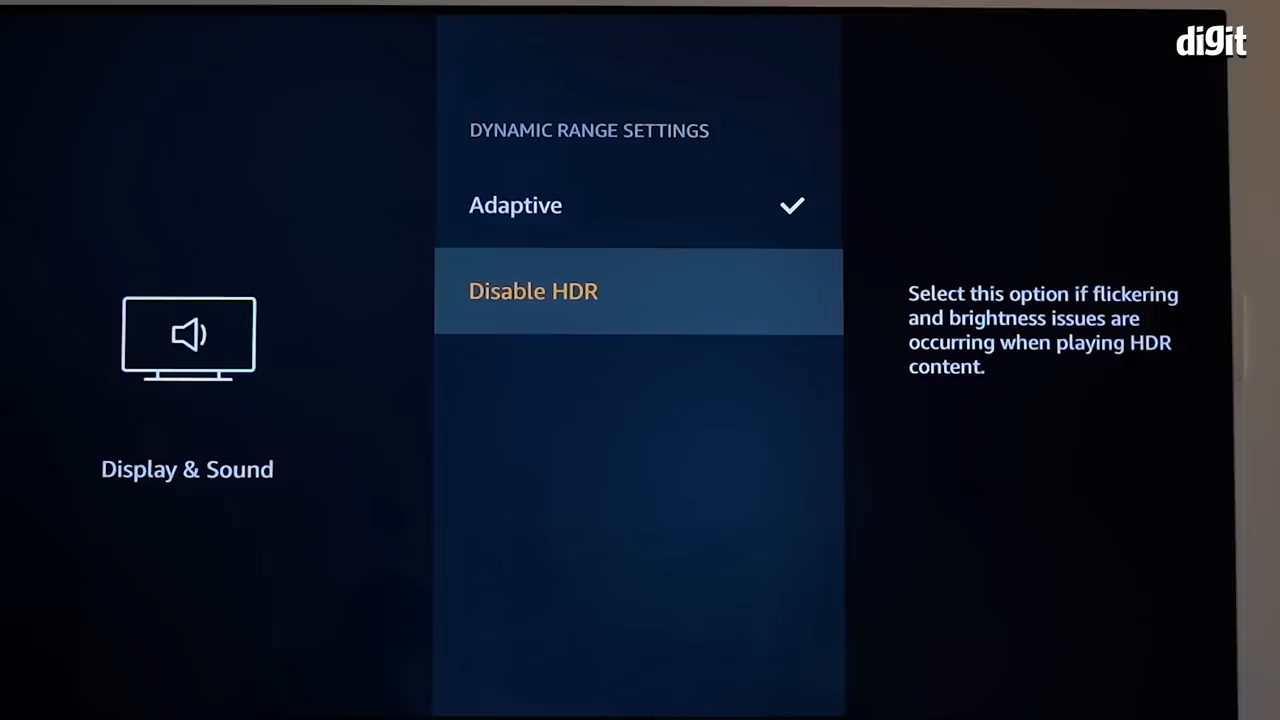 digit
DYNAMIC RANGE SETTINGS
Adaptive
Disable HDR
Select this option if flickering
and brightness issues are
occurring when playing HDR
content.
Display & Sound